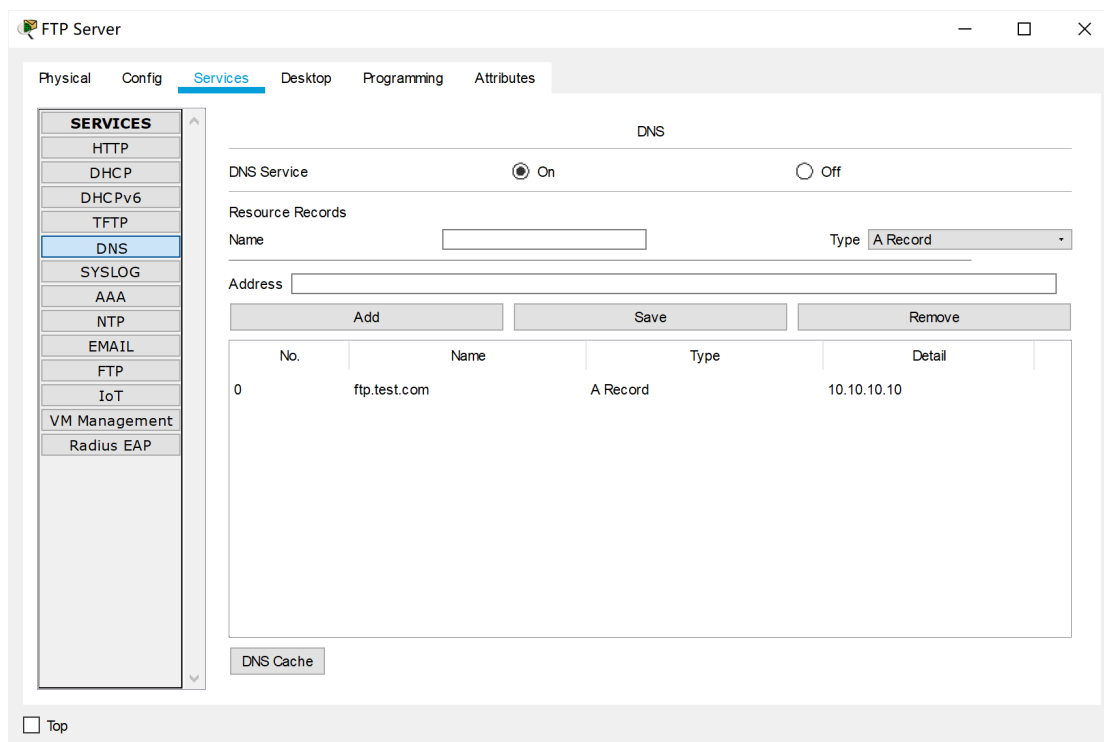 FTP Server
Physical Config Services Desktop Programming Attributes
SERVICES
HTTP
DHCP
DHCPv6
TFTP
DNS
SYSLOG
AAA
NTP
EMAIL
FTP
IoT
VM Management
Radius EAP
DNS
DNS Service On Off
Resource Records
Name Type A Record
Address
Add Save Remove
No. Name Type Detail
0 ftp.test.com A Record 10.10.10.10
DNS Cache
Top